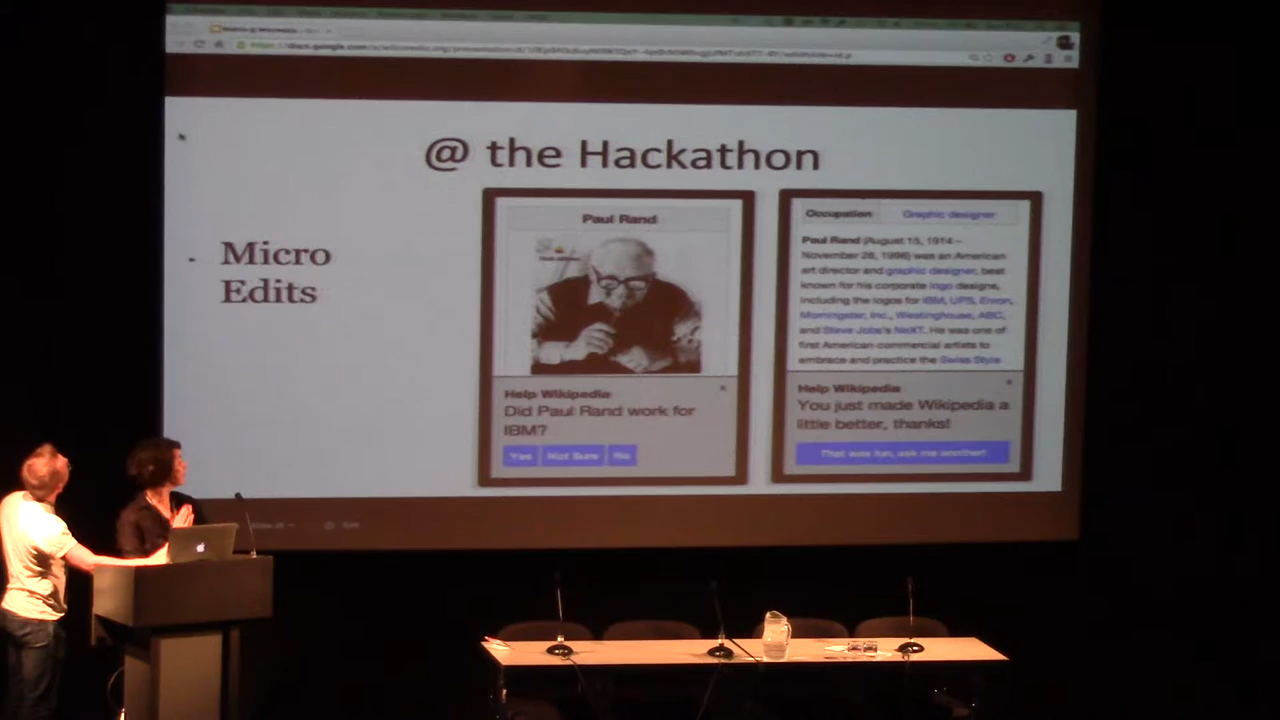 @ the Hackathon
Micro
Edits
Paul Rand
Help Wikipedia
Did Paul Rand work for
IBM?
Yes
Not Sure
No
Occupation
Graphic designer
Paul Rand (August 15, 1914 –
November 26, 1996) was an American
art director and graphic designer, best
known for his corporate logo designs,
including the logos for IBM, UPS, Enron,
Morningstar, Inc., Westinghouse, ABC,
and Steve Jobs's NeXT. He was one of
first American commercial artists to
embrace and practice the Swiss Style
Help Wikipedia
You just made Wikipedia a
little better, thanks!
That was fun, ask me another!